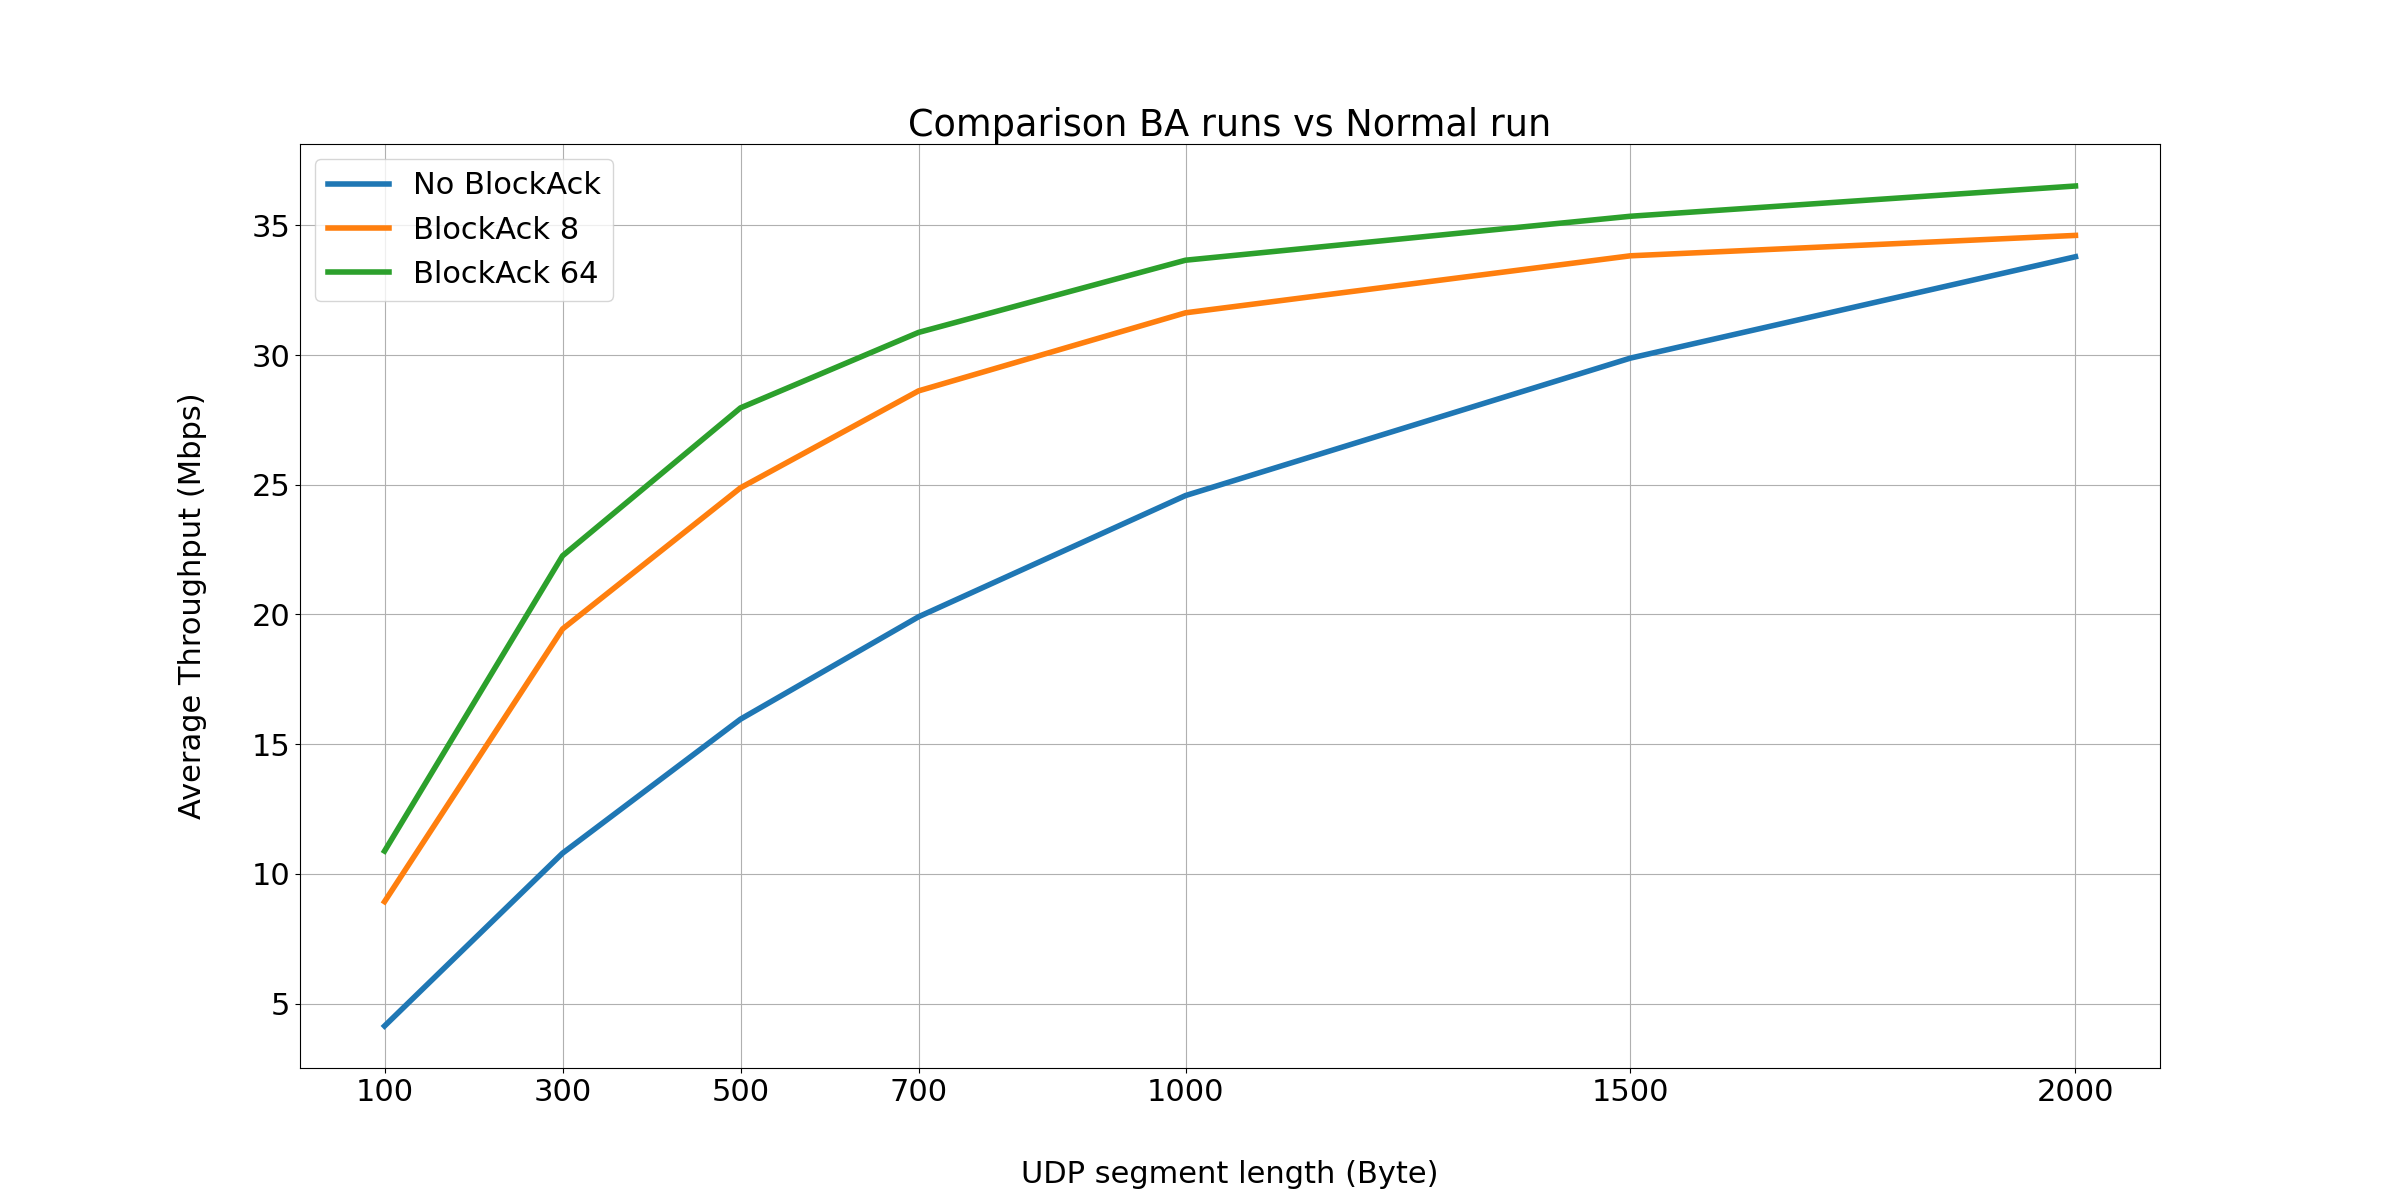 Comparison BA runs vs Normal run
No BlockAck
BlockAck 8
BlockAck 64
Average Throughput (Mbps)
35
30
25
20
15
10
5
100 300 500 700 1000 1500 2000
UDP segment length (Byte)